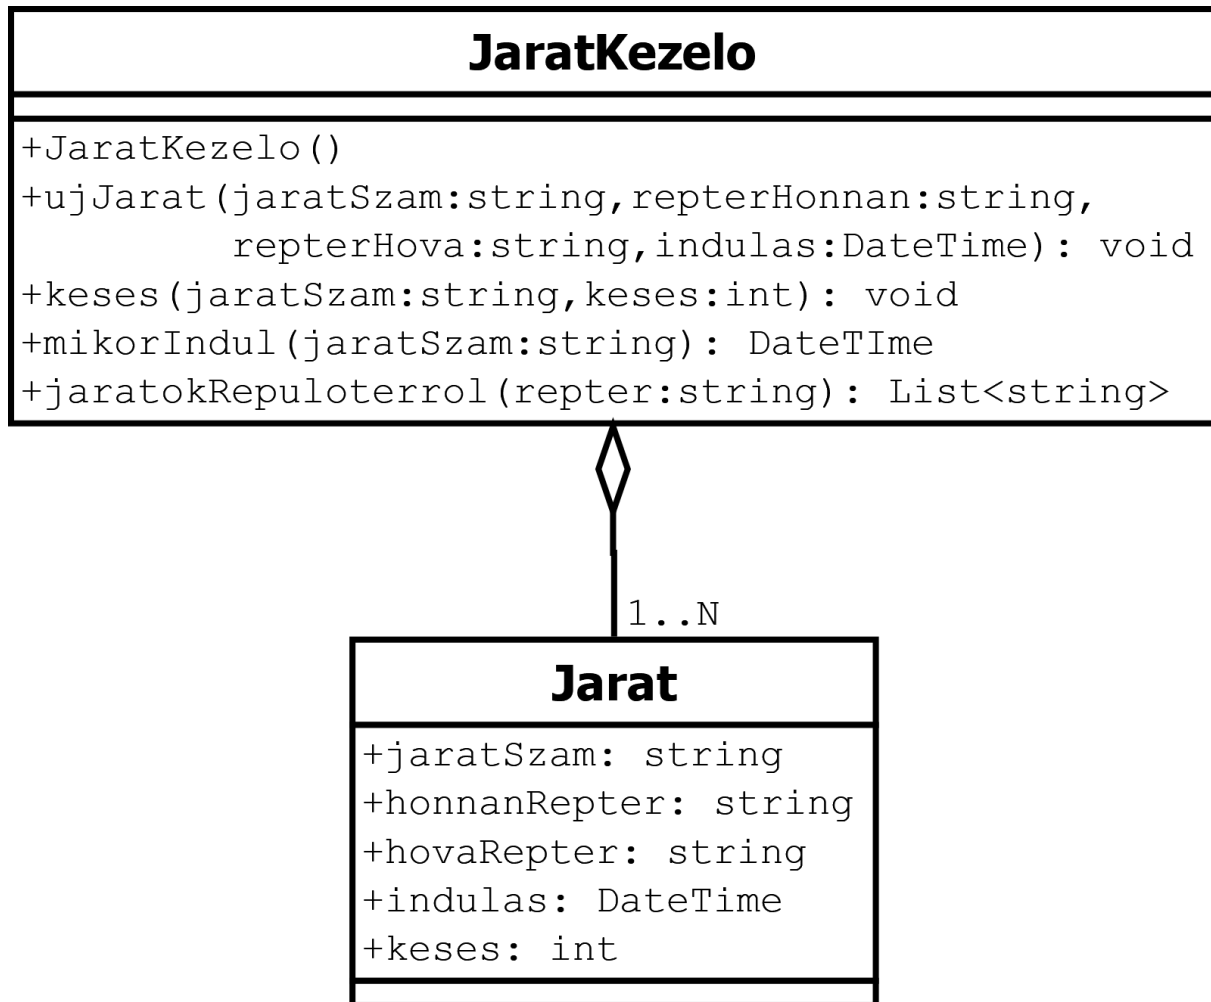 JaratKezelo
+JaratKezelo()
+ujJarat(jaratSzam:string,repterHonnan:string,
repterHova:string,indulas:DateTime): void
+keses(jaratSzam:string,keses:int): void
+mikorIndul(jaratSzam:string): DateTIme
+jaratokRepuloterrol(repter:string): List<string>
1..N
Jarat
+jaratSzam: string
+honnanRepter: string
+hovaRepter: string
+indulas: DateTime
+keses: int